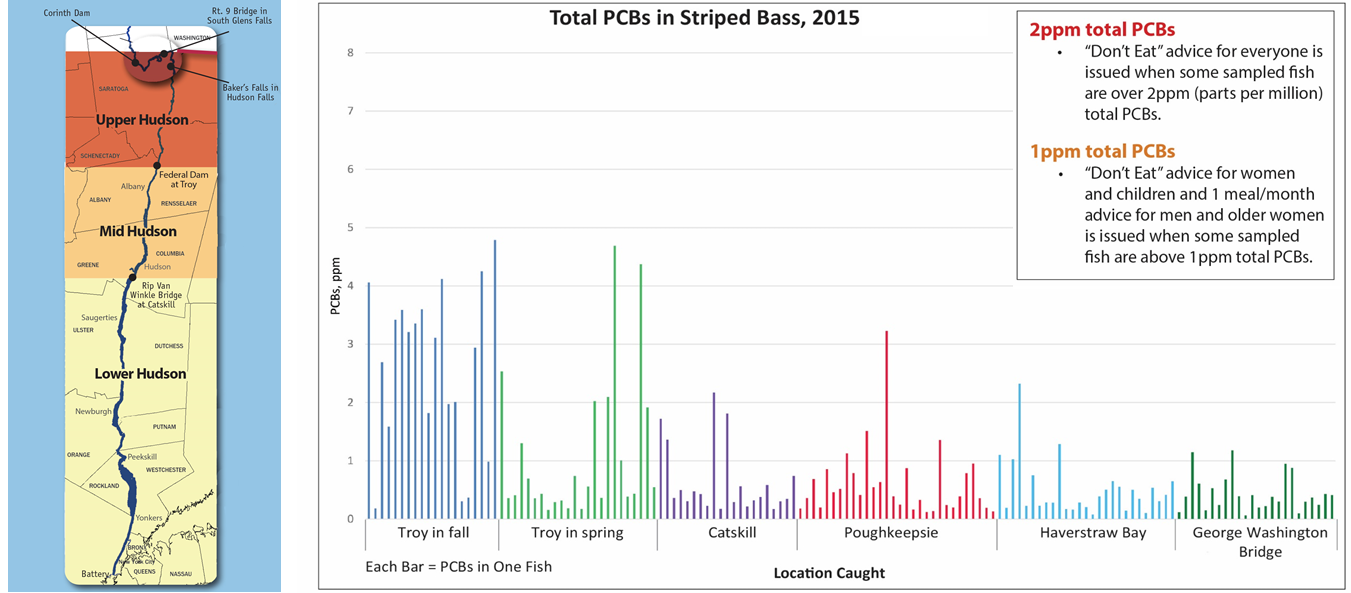 Corinth Dam
Rt. 9 Bridge in
South Glens Falls
WASHINGTON
Baker's Falls in
Hudson Falls
SARATOGA
Upper Hudson
SCHENECTADY
Federal Dam
at Troy
Albany
ALBANY
RENSSELAER
Mid Hudson
COLUMBIA
GREENE
Hudson
Rip Van
Winkle Bridge
at Catskill
Saugerties
ULSTER
DUTCHESS
Lower Hudson
Newburgh
PUTNAM
ORANGE
Peekskill
WESTCHESTER
ROCKLAND
Yonkers
BRONX
New York City
Battery
QUEENS
NASSAU
Total PCBs in Striped Bass, 2015
8
7
6
5
4
3
2
1
0
PCBs, ppm
Troy in fall
Troy in spring
Catskill
Poughkeepsie
Haverstraw Bay
George Washington
Bridge
Each Bar = PCBs in One Fish
Location Caught
2ppm total PCBs
• “Don’t Eat” advice for everyone is
issued when some sampled fish
are over 2ppm (parts per million)
total PCBs.
1ppm total PCBs
• “Don’t Eat” advice for women
and children and 1 meal/month
advice for men and older women
is issued when some sampled
fish are above 1ppm total PCBs.